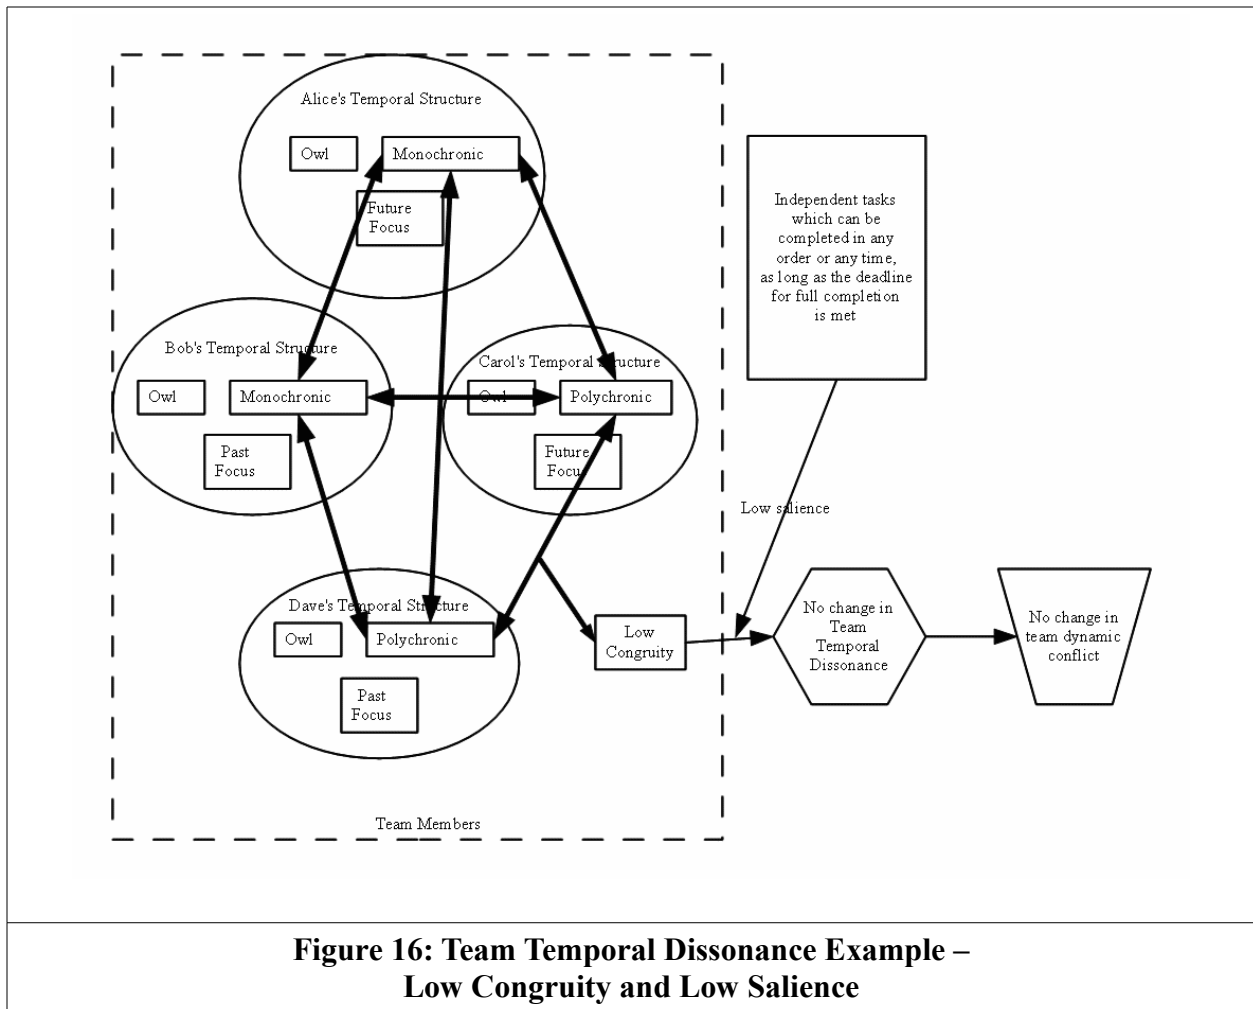 Alice's Temporal Structure
Owl
Monochronic
Future
Focus
Independent tasks
which can be
completed in any
order or any time,
as long as the deadline
for full completion
is met
Bob's Temporal Structure
Owl
Monochronic
Past
Focus
Carol's Temporal Structure
Owl
Polychronic
Future
Focus
Low salience
Dave's Temporal Structure
Owl
Polychronic
Past
Focus
Low
Congruity
No change in
Team
Temporal
Dissonance
No change in
team dynamic
conflict
Team Members
Figure 16: Team Temporal Dissonance Example –
Low Congruity and Low Salience